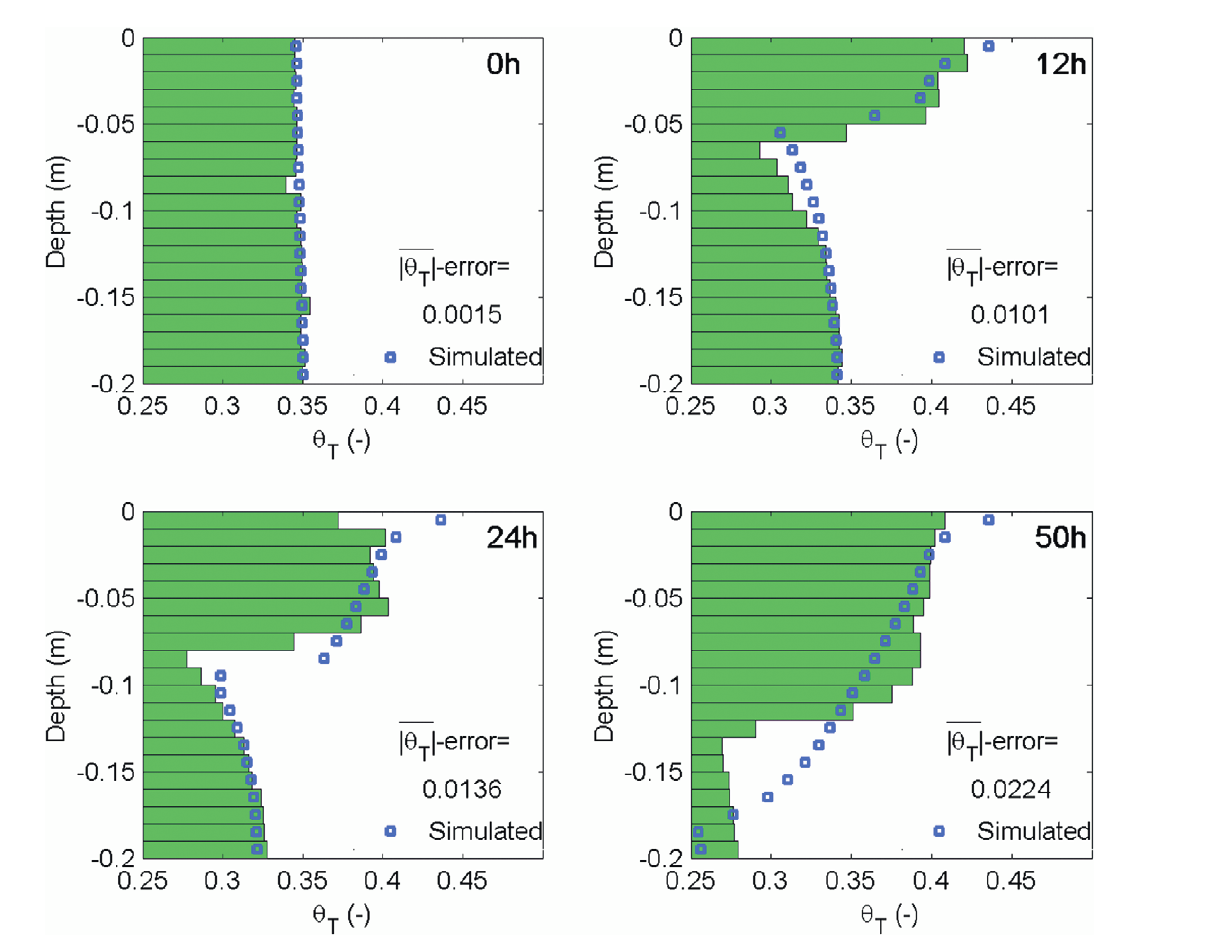 0
0h
-0.05
-0.1
-0.15
-0.2
Depth (m)
|θT|-error=
0.0015
Simulated
0.25 0.3 0.35 0.4 0.45
θT (-)
0
12h
-0.05
-0.1
-0.15
-0.2
Depth (m)
|θT|-error=
0.0101
Simulated
0.25 0.3 0.35 0.4 0.45
θT (-)
0
24h
-0.05
-0.1
-0.15
-0.2
Depth (m)
|θT|-error=
0.0136
Simulated
0.25 0.3 0.35 0.4 0.45
θT (-)
0
50h
-0.05
-0.1
-0.15
-0.2
Depth (m)
|θT|-error=
0.0224
Simulated
0.25 0.3 0.35 0.4 0.45
θT (-)